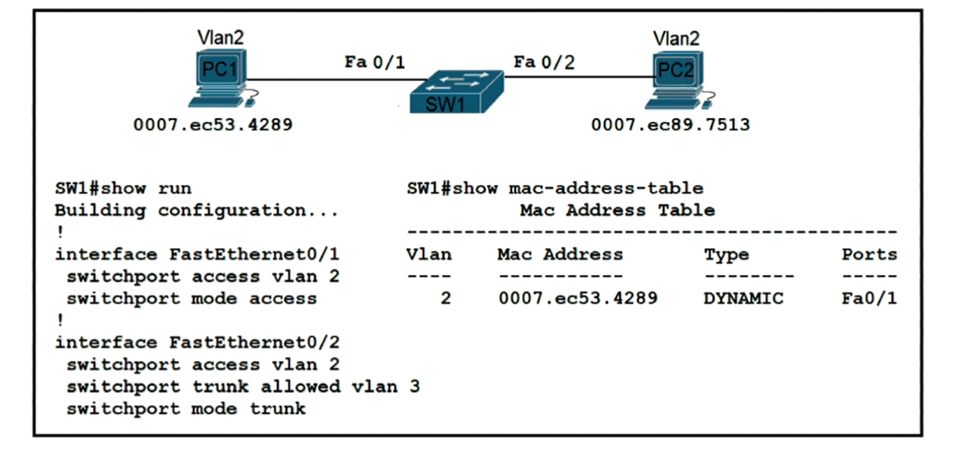 Vlan2
Vlan2
Fa 0/1
Fa 0/2
PC1
PC2
SW1
0007.ec53.4289
0007.ec89.7513
SW1#show run
Building configuration...
!
interface FastEthernet0/1
switchport access vlan 2
switchport mode access
!
interface FastEthernet0/2
switchport access vlan 2
switchport trunk allowed vlan 3
switchport mode trunk
SW1#show mac-address-table
Mac Address Table
-------------------------------------------
Vlan Mac Address Type Ports
---- ----------- -------- -----
2 0007.ec53.4289 DYNAMIC Fa0/1